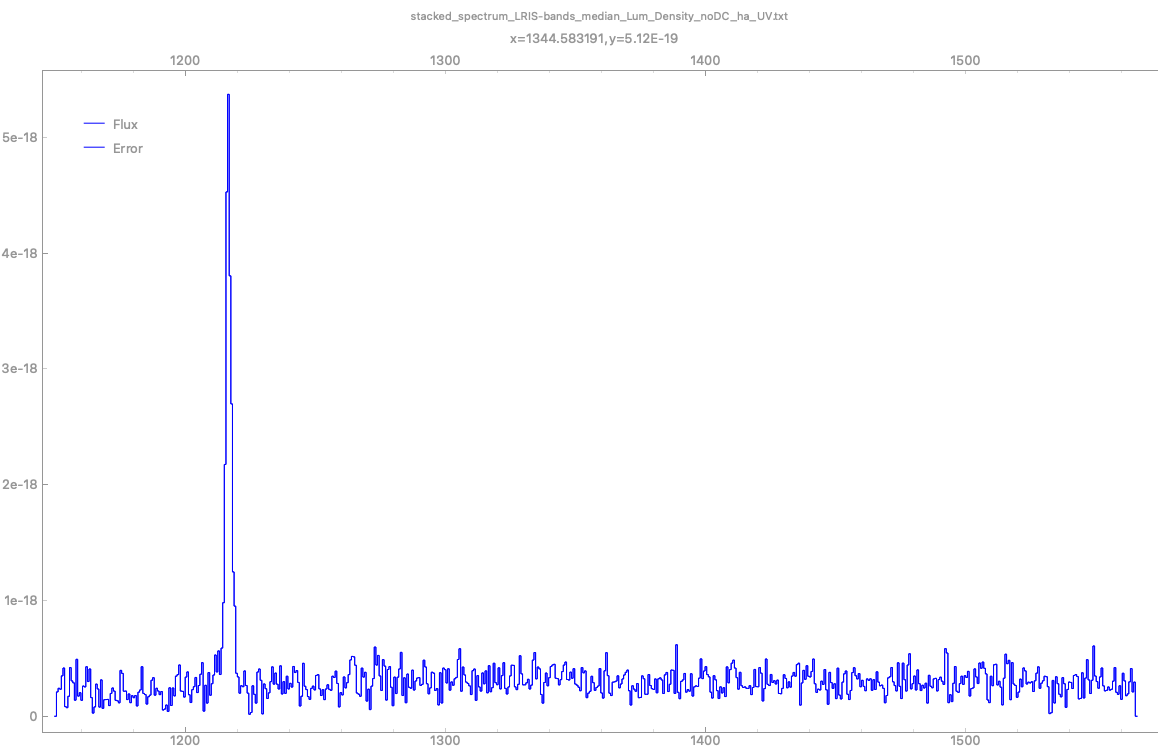 stacked_spectrum_LRIS-bands_median_Lum_Density_noDC_ha_UV.txt
x=1344.583191,y=5.12E-19
1200 1300 1400 1500
Flux
Error
5e-18
4e-18
3e-18
2e-18
1e-18
0
1200 1300 1400 1500